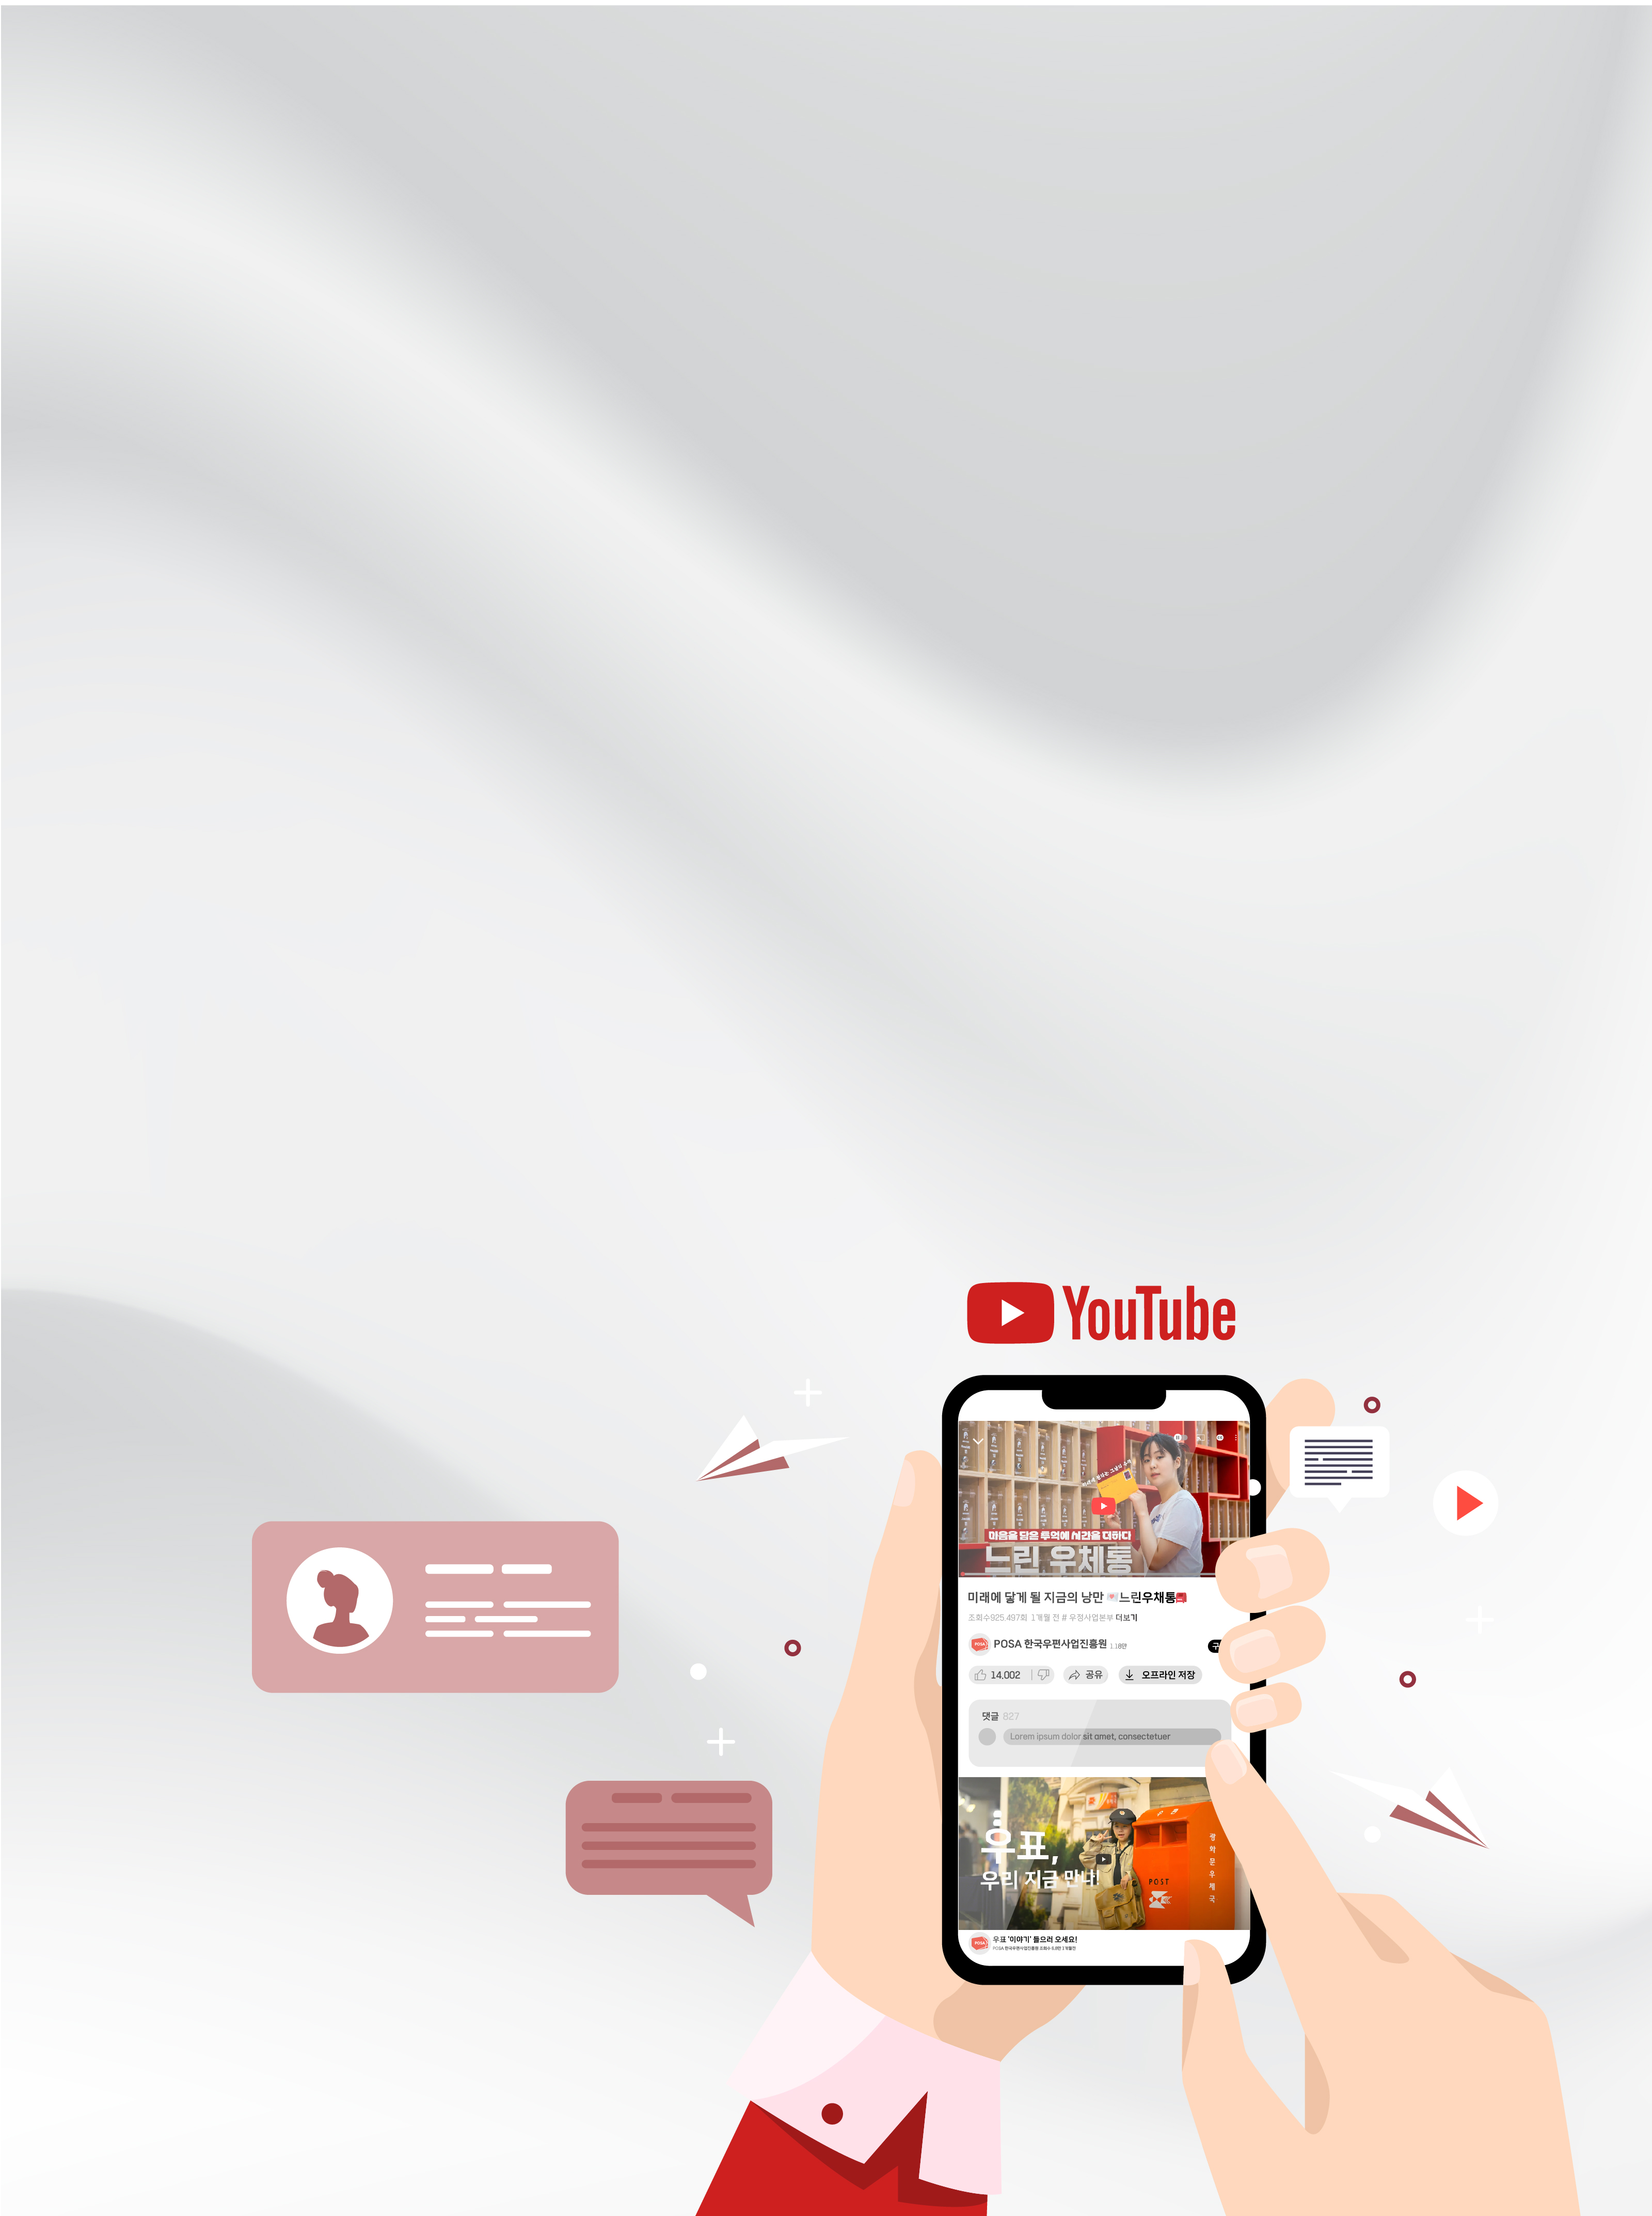 YouTube
마음을 담은 추억에 시간을 더하다
느린 우체통
미래에 닿게 될 지금의 낭만 느린우채통
조회수925.497회 1개월 전 # 우정사업본부 더보기
POSA POSA 한국우편사업진흥원 1.18만
구
14.002 공유 오프라인 저장
댓글 827
Lorem ipsum dolor sit amet, consectetuer
우표,
우리 지금 만나!
POST
광화문우체국
POSA 우표 '이야기' 들으러 오세요!
POSA 한국우편사업진흥원 조회수 6.8만 1개월전